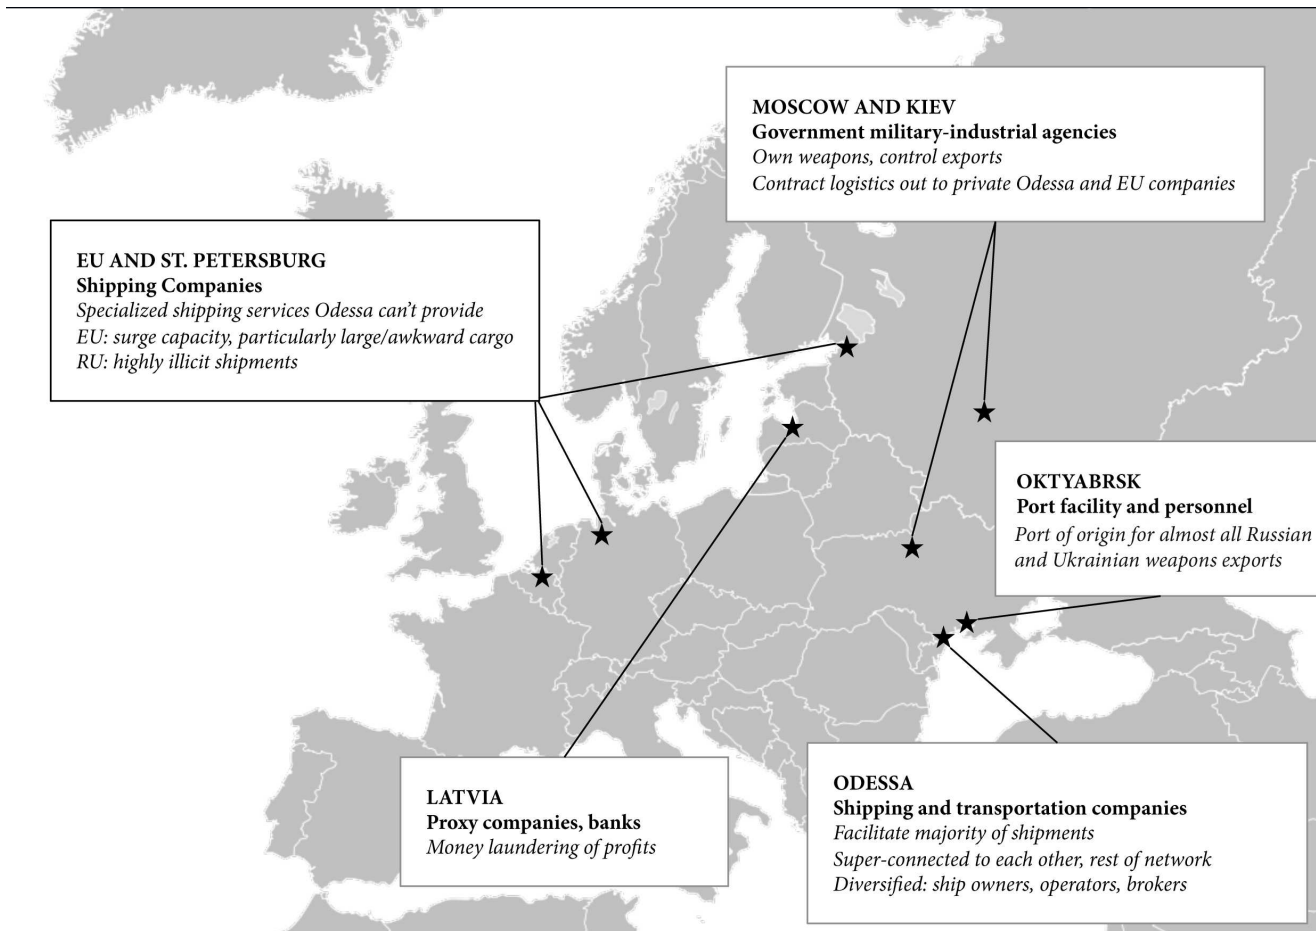 MOSCOW AND KIEV
Government military-industrial agencies
Own weapons, control exports
Contract logistics out to private Odessa and EU companies
EU AND ST. PETERSBURG
Shipping Companies
Specialized shipping services Odessa can’t provide
EU: surge capacity, particularly large/awkward cargo
RU: highly illicit shipments
OKTYABRSK
Port facility and personnel
Port of origin for almost all Russian
and Ukrainian weapons exports
LATVIA
Proxy companies, banks
Money laundering of profits
ODESSA
Shipping and transportation companies
Facilitate majority of shipments
Super-connected to each other, rest of network
Diversified: ship owners, operators, brokers